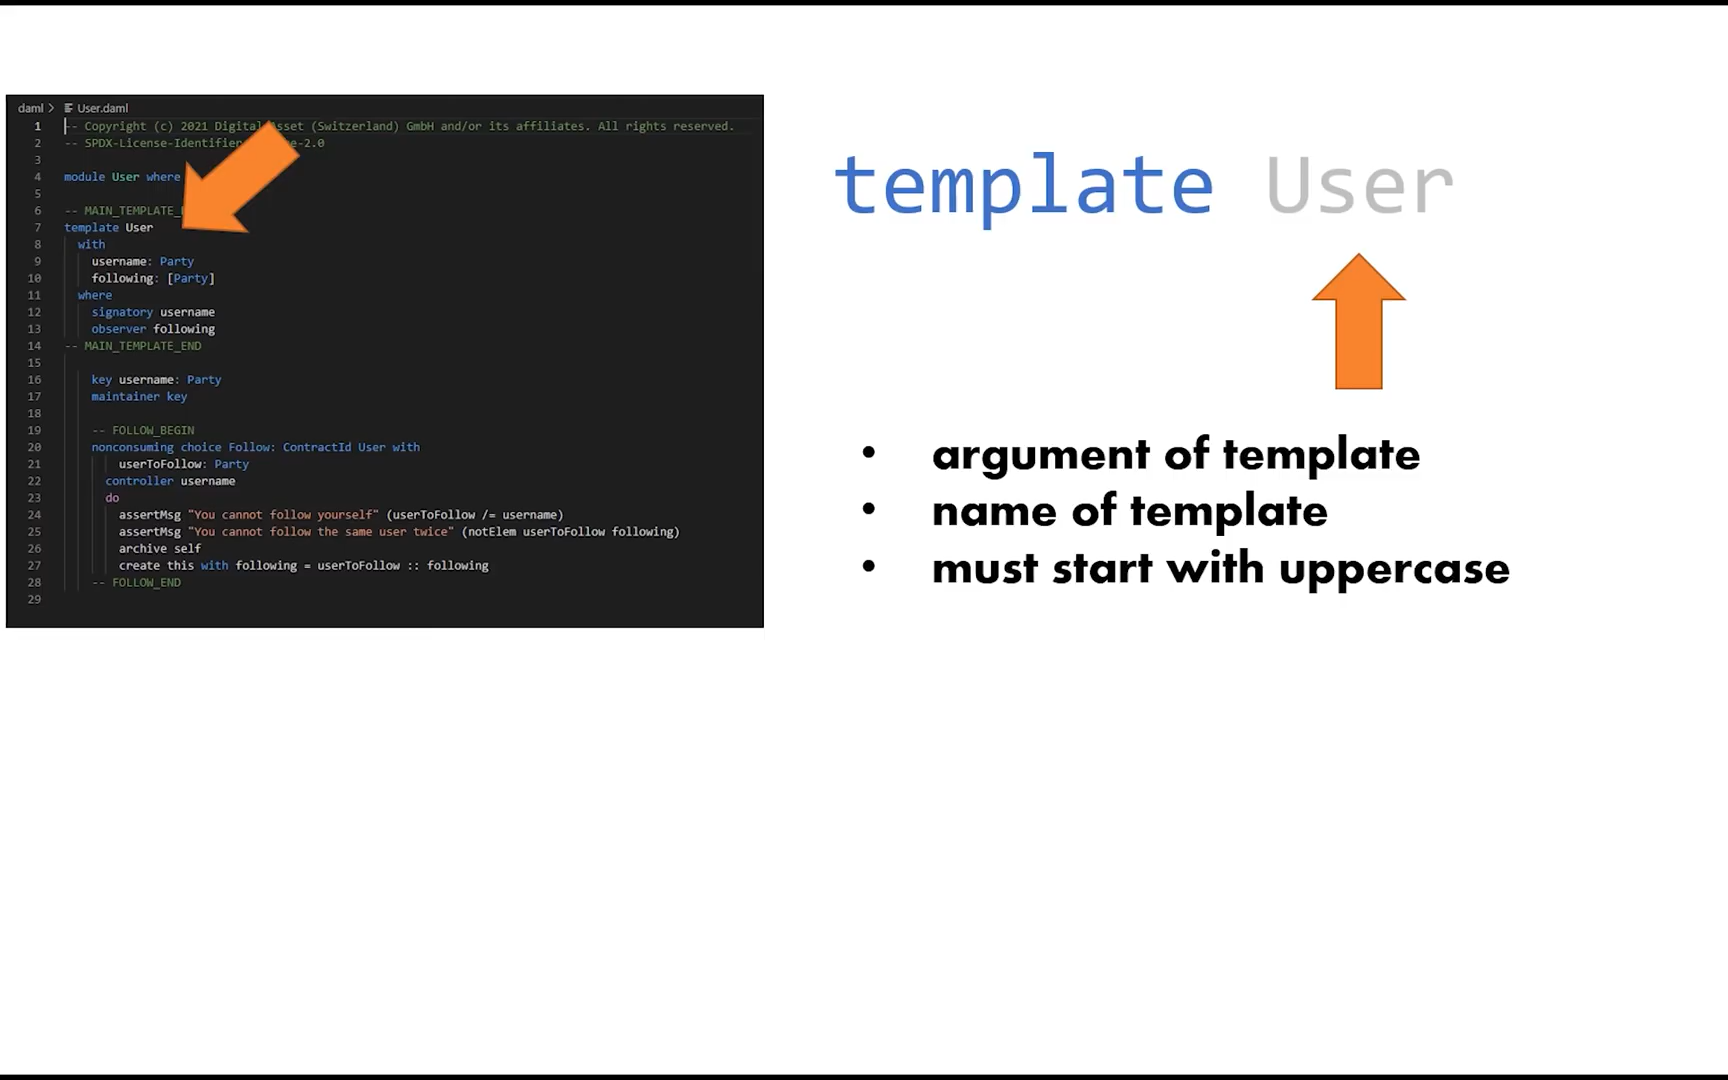 daml > User.daml
1 -- Copyright (c) 2021 Digital Asset (Switzerland) GmbH and/or its affiliates. All rights reserved.
2 -- SPDX-License-Identifier e-2.0
3
4 module User where
5
6 -- MAIN_TEMPLATE_
7 template User
8 with
9 username: Party
10 following: [Party]
11 where
12 signatory username
13 observer following
14 -- MAIN_TEMPLATE_END
15
16 key username: Party
17 maintainer key
18
19 -- FOLLOW_BEGIN
20 nonconsuming choice Follow: ContractId User with
21 userToFollow: Party
22 controller username
23 do
24 assertMsg "You cannot follow yourself" (userToFollow /= username)
25 assertMsg "You cannot follow the same user twice" (notElem userToFollow following)
26 archive self
27 create this with following = userToFollow :: following
28 -- FOLLOW_END
29
template User
• argument of template
• name of template
• must start with uppercase